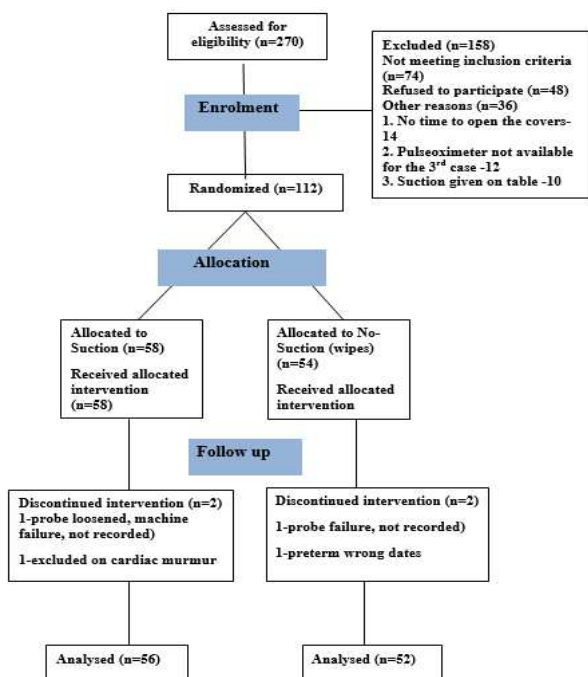 Assessed for
eligibility (n=270)
Excluded (n=158)
Not meeting inclusion criteria
(n=74)
Refused to participate (n=48)
Other reasons (n=36)
1. No time to open the covers-
14
2. Pulseoximeter not available
for the 3rd case -12
3. Suction given on table -10
Enrolment
Randomized (n=112)
Allocation
Allocated to
Suction (n=58)
Received allocated
intervention
(n=58)
Allocated to No-
Suction (wipes)
(n=54)
Received allocated
intervention
Follow up
Discontinued intervention (n=2)
1-probe loosened, machine
failure, not recorded)
1-excluded on cardiac murmur
Discontinued intervention (n=2)
1-probe failure, not recorded)
1-preterm wrong dates
Analysed (n=56)
Analysed (n=52)